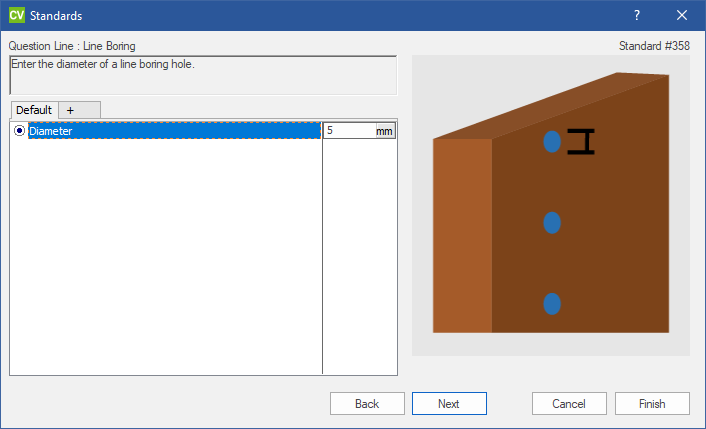 CV Standards ?
Question Line : Line Boring Standard #358
Enter the diameter of a line boring hole.
Default +
Diameter 5 mm
Back Next Cancel Finish